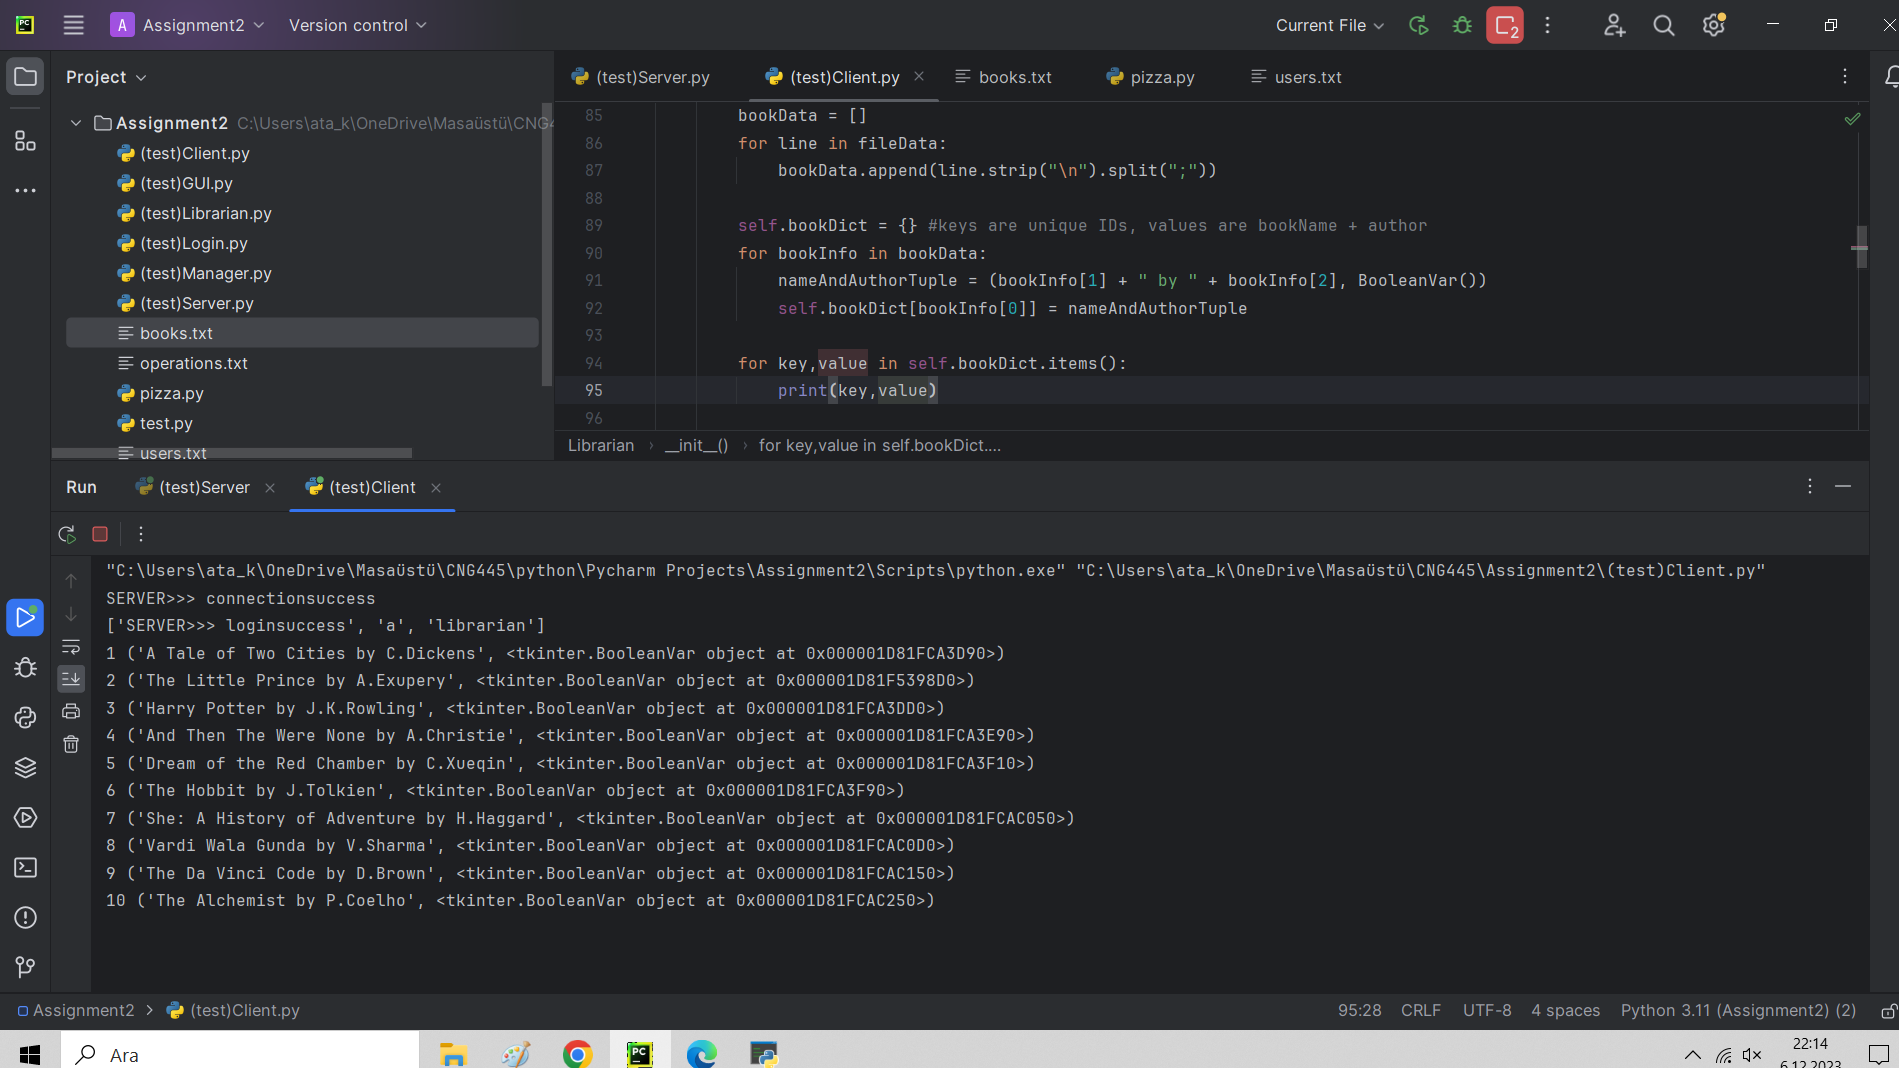 PC
A Assignment2 Version control
Current File 2
Project
(test)Server.py (test)Client.py books.txt pizza.py users.txt
Assignment2 C:\Users\ata_k\OneDrive\Masaüstü\CNG4
(test)Client.py
(test)GUI.py
(test)Librarian.py
(test)Login.py
(test)Manager.py
(test)Server.py
books.txt
operations.txt
pizza.py
test.py
users.txt
85 bookData = []
86 for line in fileData:
87 bookData.append(line.strip("\n").split(";"))
88
89 self.bookDict = {} #keys are unique IDs, values are bookName + author
90 for bookInfo in bookData:
91 nameAndAuthorTuple = (bookInfo[1] + " by " + bookInfo[2], BooleanVar())
92 self.bookDict[bookInfo[0]] = nameAndAuthorTuple
93
94 for key,value in self.bookDict.items():
95 print(key,value)
96
Librarian › __init__() › for key,value in self.bookDict....
Run (test)Server (test)Client
"C:\Users\ata_k\OneDrive\Masaüstü\CNG445\python\Pycharm Projects\Assignment2\Scripts\python.exe" "C:\Users\ata_k\OneDrive\Masaüstü\CNG445\Assignment2\(test)Client.py"
SERVER>>> connectionsuccess
['SERVER>>> loginsuccess', 'a', 'librarian']
1 ('A Tale of Two Cities by C.Dickens', <tkinter.BooleanVar object at 0x000001D81FCA3D90>)
2 ('The Little Prince by A.Exupery', <tkinter.BooleanVar object at 0x000001D81F5398D0>)
3 ('Harry Potter by J.K.Rowling', <tkinter.BooleanVar object at 0x000001D81FCA3DD0>)
4 ('And Then The Were None by A.Christie', <tkinter.BooleanVar object at 0x000001D81FCA3E90>)
5 ('Dream of the Red Chamber by C.Xueqin', <tkinter.BooleanVar object at 0x000001D81FCA3F10>)
6 ('The Hobbit by J.Tolkien', <tkinter.BooleanVar object at 0x000001D81FCA3F90>)
7 ('She: A History of Adventure by H.Haggard', <tkinter.BooleanVar object at 0x000001D81FCAC050>)
8 ('Vardi Wala Gunda by V.Sharma', <tkinter.BooleanVar object at 0x000001D81FCAC0D0>)
9 ('The Da Vinci Code by D.Brown', <tkinter.BooleanVar object at 0x000001D81FCAC150>)
10 ('The Alchemist by P.Coelho', <tkinter.BooleanVar object at 0x000001D81FCAC250>)
Assignment2 > (test)Client.py
95:28 CRLF UTF-8 4 spaces Python 3.11 (Assignment2) (2)
Ara
PC
22:14
6.12.2023